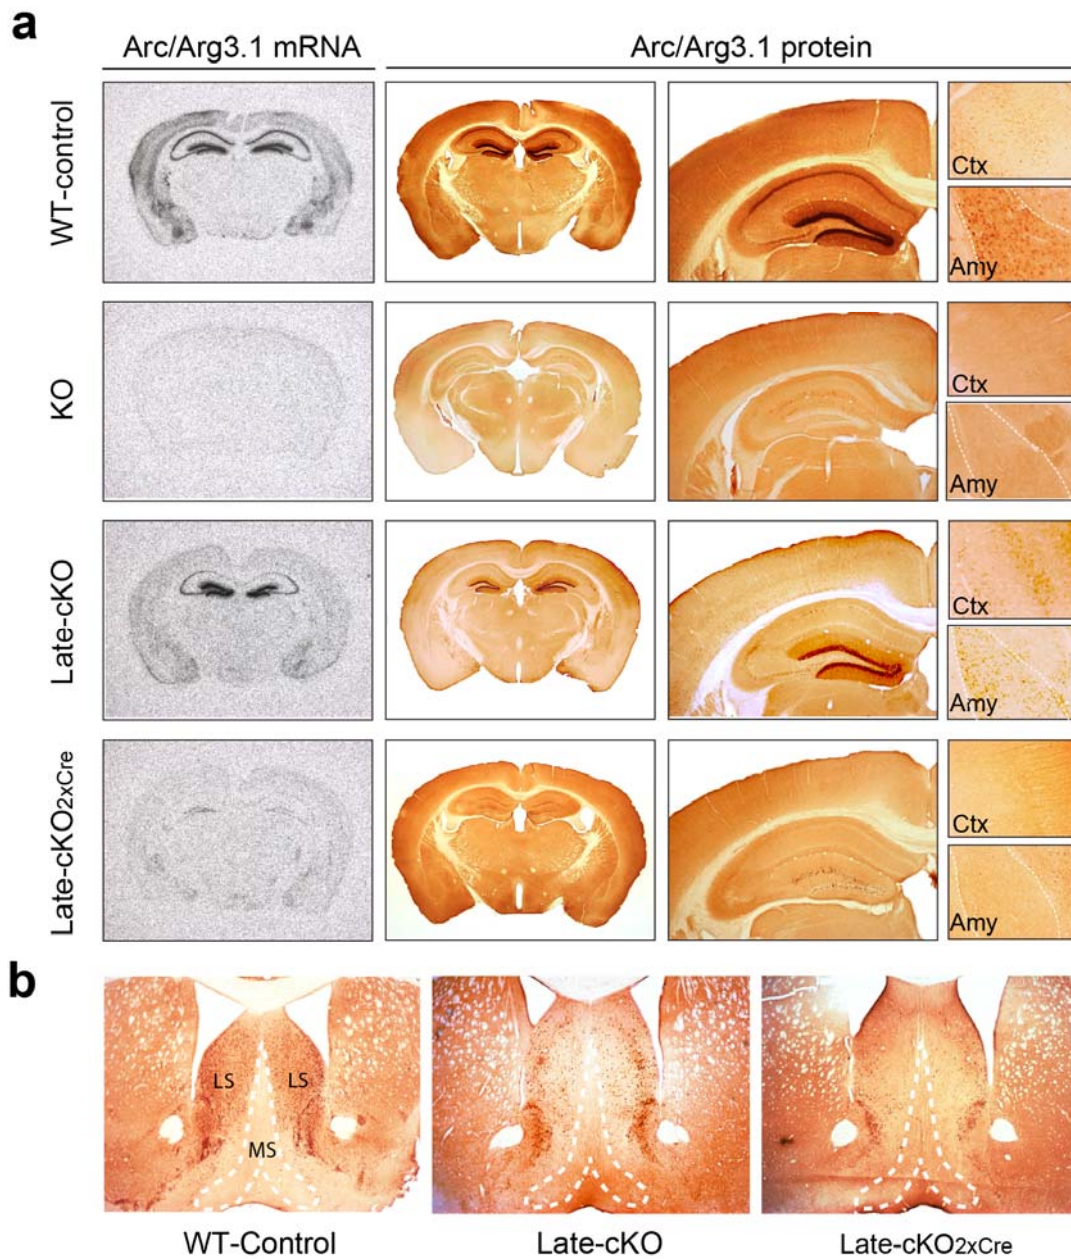 a
Arc/Arg3.1 mRNA
Arc/Arg3.1 protein
WT-control
Ctx
Amy
KO
Ctx
Amy
Late-cKO
Ctx
Amy
Late-cKO2xCre
Ctx
Amy
b
LS
LS
MS
WT-Control
Late-cKO
Late-cKO2xCre